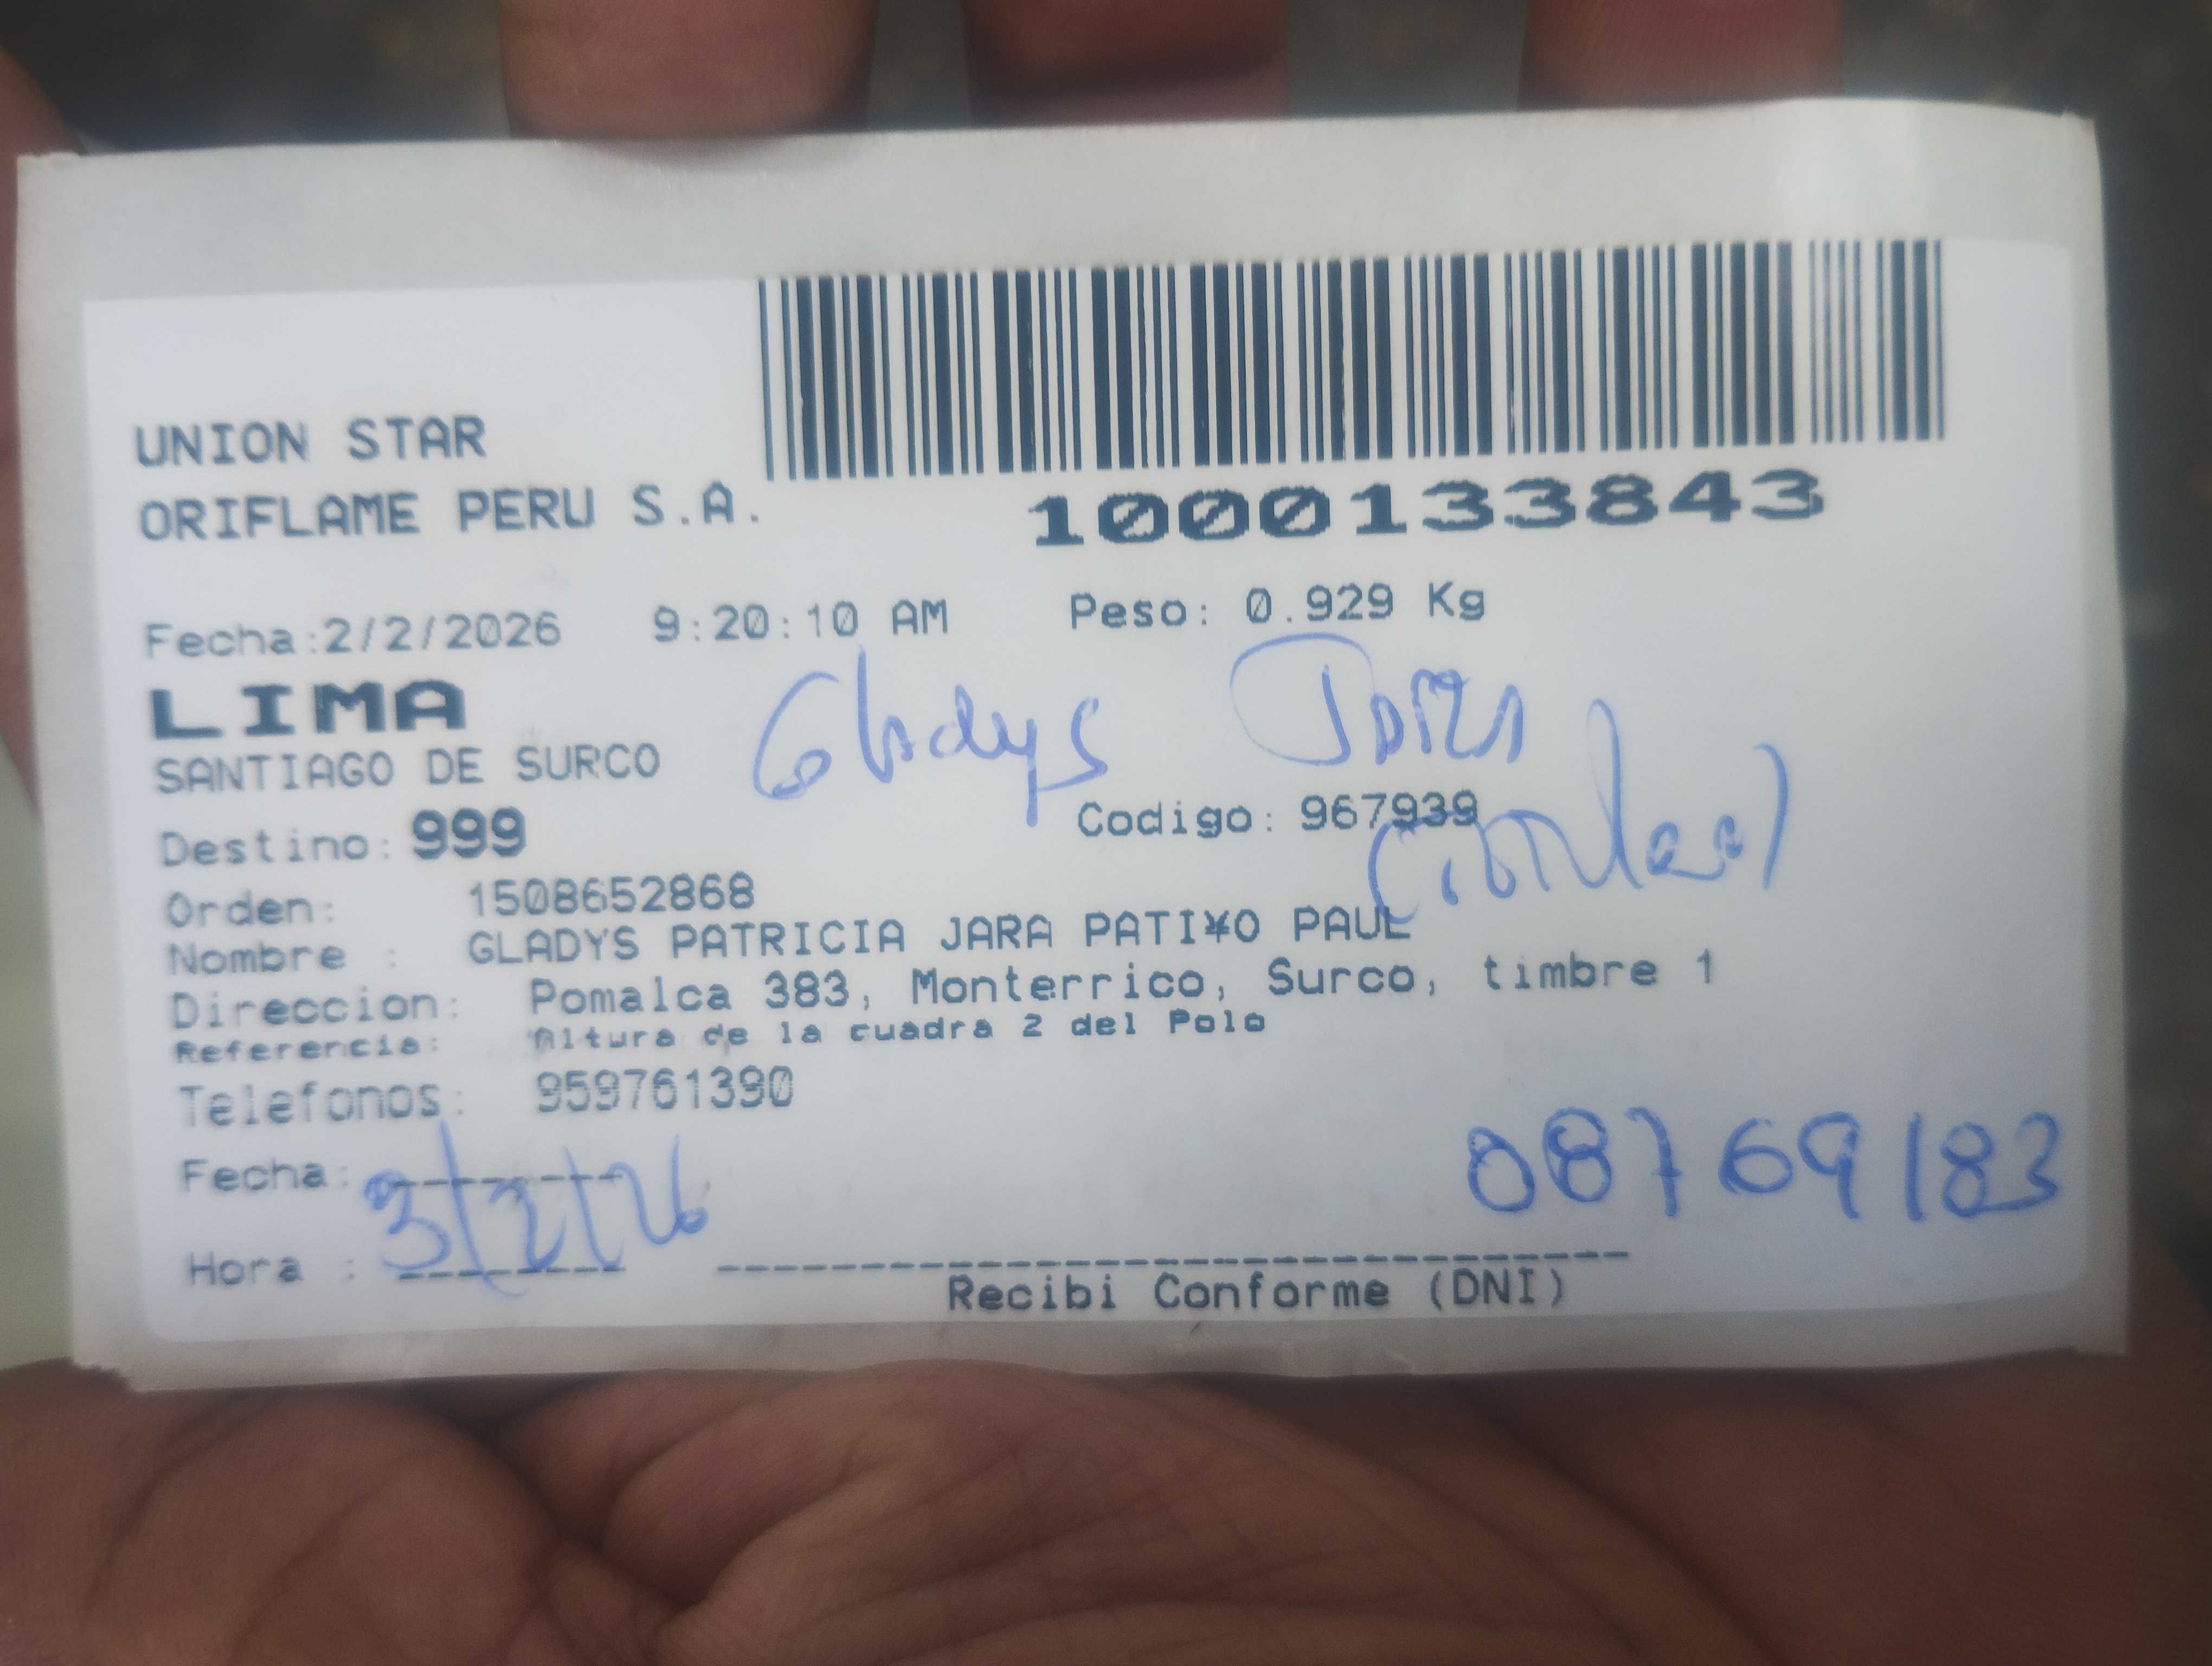 UNION STAR
ORIFLAME PERU S.A.
1000133843
Fecha:2/2/2026 9:20:10 AM Peso: 0.929 Kg
LIMA
Gladys Jara
SANTIAGO DE SURCO
Codigo: 967939
Destino: 999
Orden: 1508652868
Nombre : GLADYS PATRICIA JARA PATI¥O PAUL
Direccion: Pomalca 383, Monterrico, Surco, timbre 1
Referencia: Altura de la cuadra 2 del Polo
Telefonos: 959761390
08769183
Fecha: 3/2/26
Hora :
Recibi Conforme (DNI)